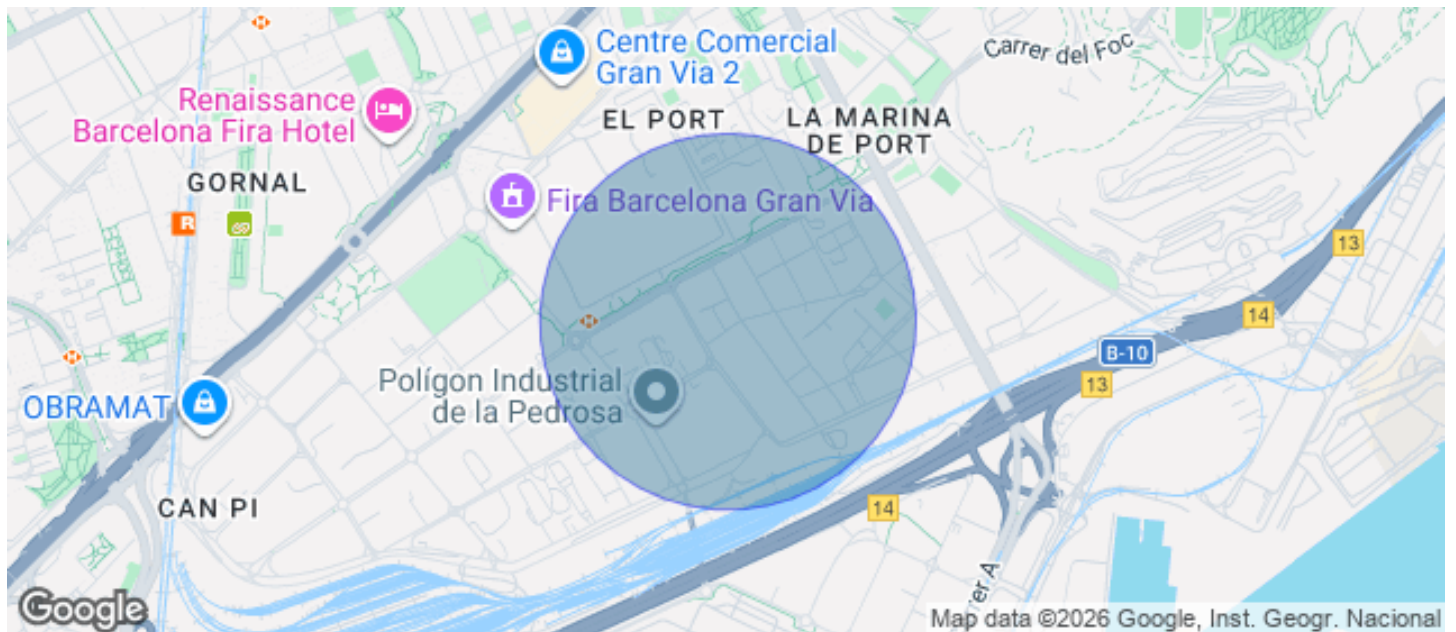 Centre Comercial
Gran Via 2
Carrer del Foc
Renaissance
Barcelona Fira Hotel
EL PORT
LA MARINA
DE PORT
GORNAL
R
Fira Barcelona Gran Via
13
14
B-10
13
Polígon Industrial
de la Pedrosa
OBRAMAT
CAN PI
14
er A
Google
Map data ©2026 Google, Inst. Geogr. Nacional